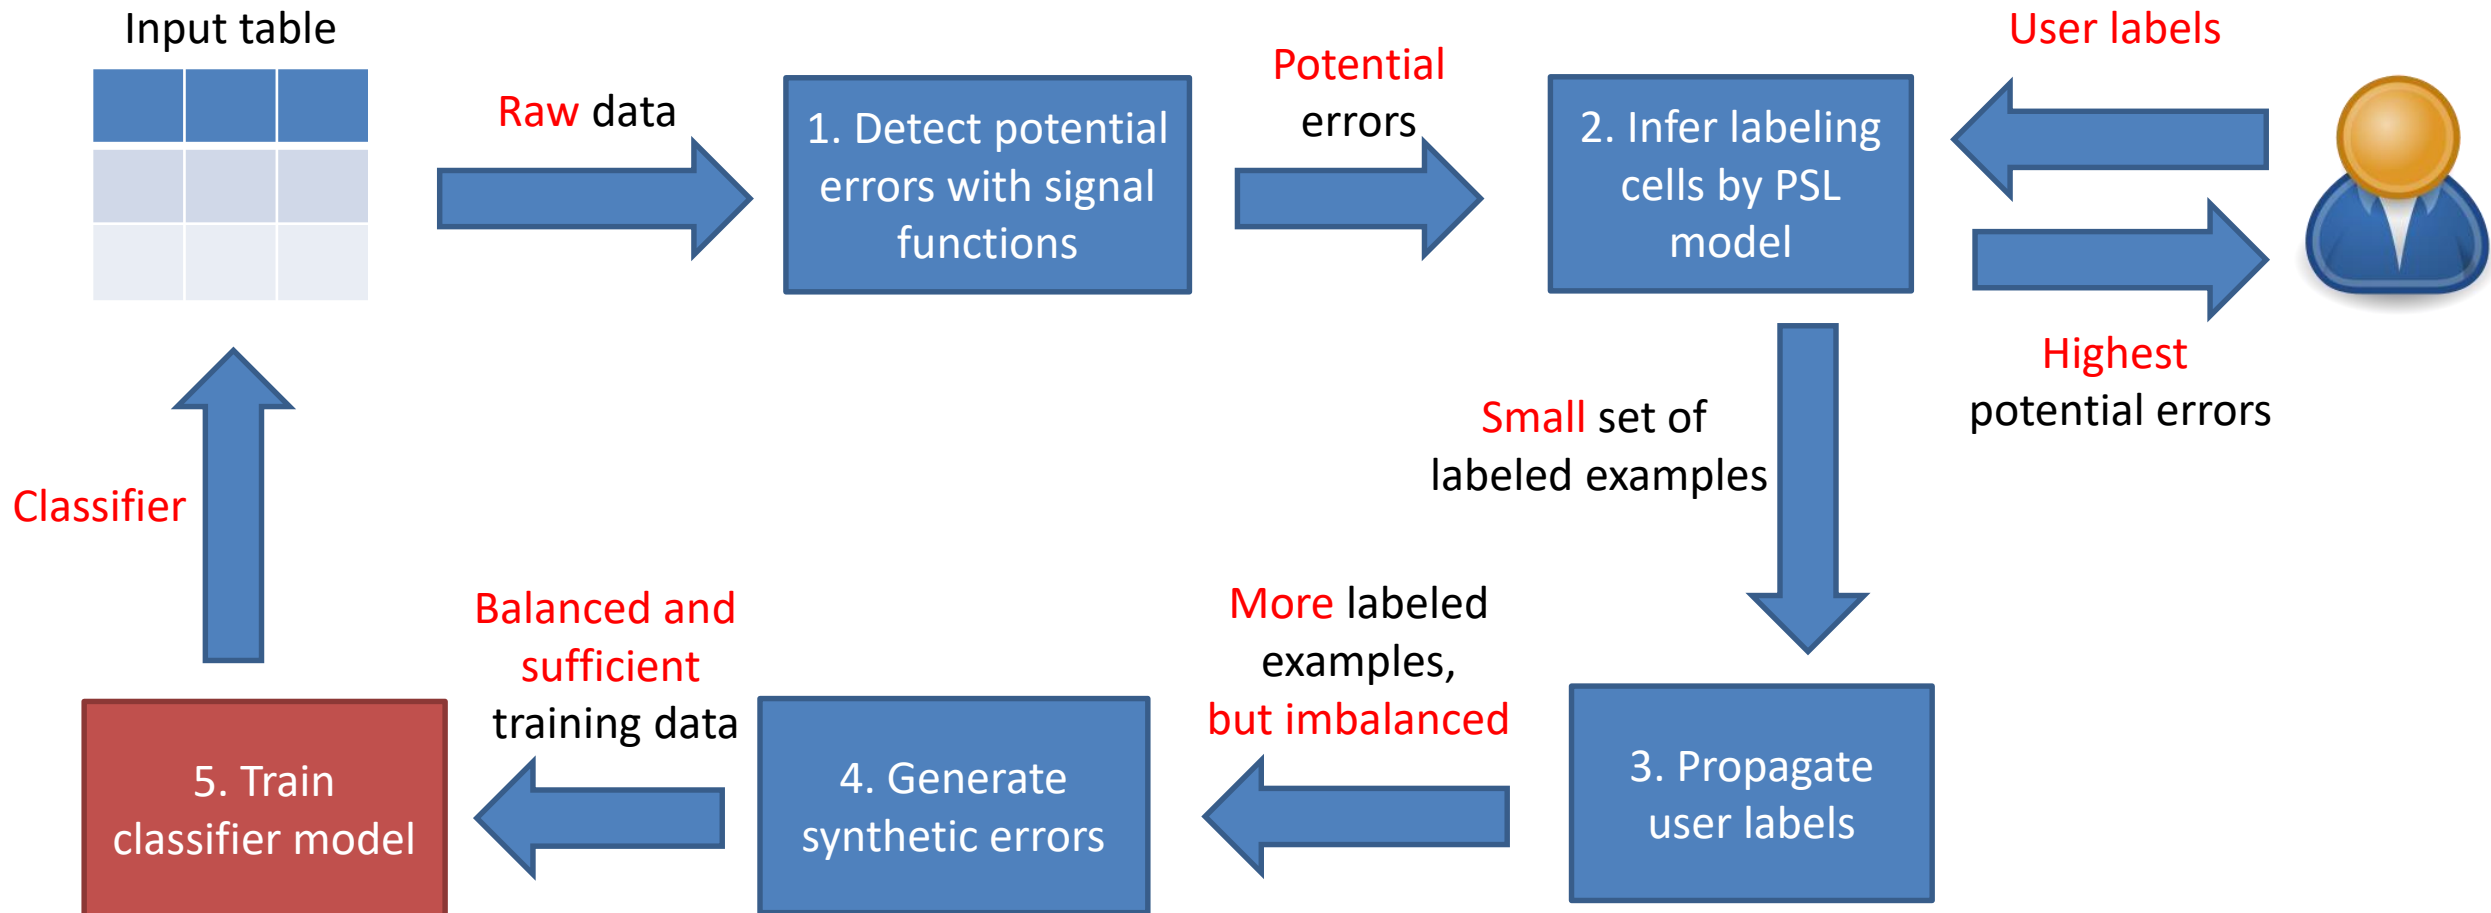 Input table
Raw data
1. Detect potential
errors with signal
functions
Potential
errors
2. Infer labeling
cells by PSL
model
User labels
Highest
potential errors
Small set of
labeled examples
3. Propagate
user labels
More labeled
examples,
but imbalanced
4. Generate
synthetic errors
Balanced and
sufficient
training data
5. Train
classifier model
Classifier